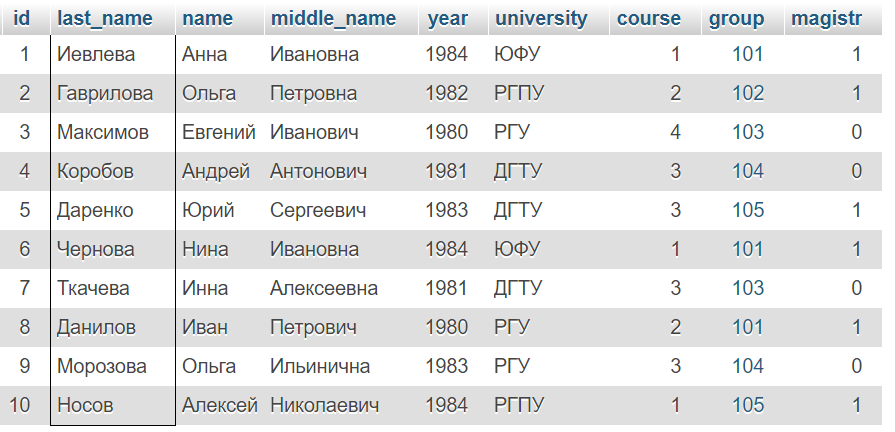 id last_name name middle_name year university course group magistr
1 Иевлева Анна Ивановна 1984 ЮФУ 1 101 1
2 Гаврилова Ольга Петровна 1982 РГПУ 2 102 1
3 Максимов Евгений Иванович 1980 РГУ 4 103 0
4 Коробов Андрей Антонович 1981 ДГТУ 3 104 0
5 Даренко Юрий Сергеевич 1983 ДГТУ 3 105 1
6 Чернова Нина Ивановна 1984 ЮФУ 1 101 1
7 Ткачева Инна Алексеевна 1981 ДГТУ 3 103 0
8 Данилов Иван Петрович 1980 РГУ 2 101 1
9 Морозова Ольга Ильинична 1983 РГУ 3 104 0
10 Носов Алексей Николаевич 1984 РГПУ 1 105 1